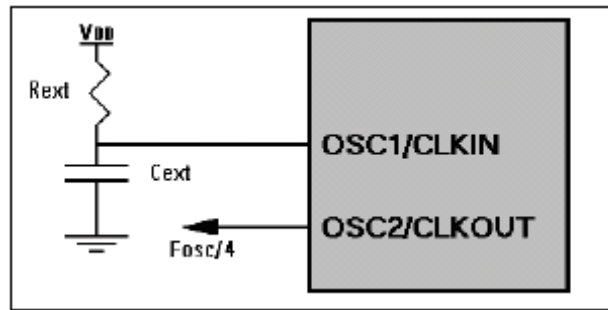 VDD
Rext
OSC1/CLKIN
Cext
OSC2/CLKOUT
Fosc/4